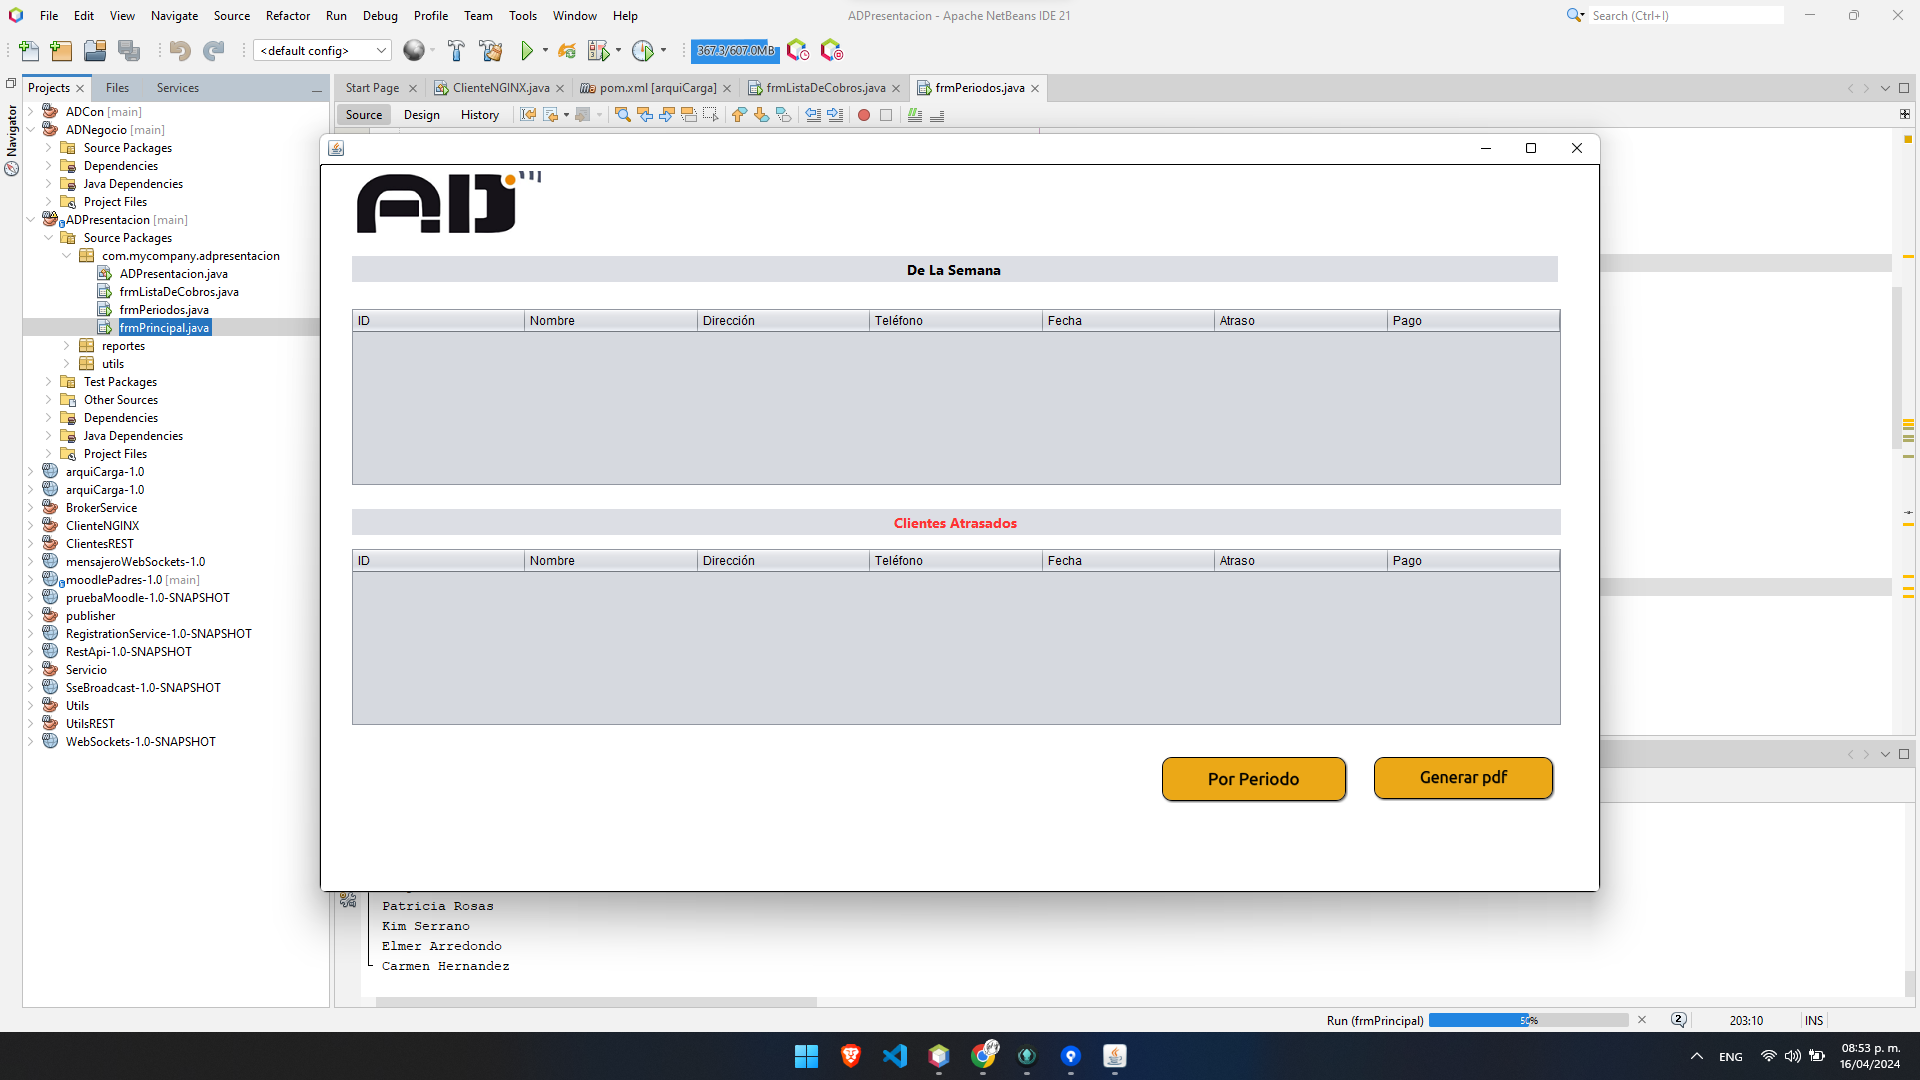 File Edit View Navigate Source Refactor Run Debug Profile Team Tools Window Help
ADPresentacion - Apache NetBeans IDE 21
Search (Ctrl+I)
<default config>
367.3/607.0MB
Projects Files Services
Start Page ClienteNGINX.java pom.xml [arquiCarga] frmListaDeCobros.java frmPeriodos.java
Source Design History
Navigator
ADCon [main]
ADNegocio [main]
Source Packages
Dependencies
Java Dependencies
Project Files
ADPresentacion [main]
Source Packages
com.mycompany.adpresentacion
ADPresentacion.java
frmListaDeCobros.java
frmPeriodos.java
frmPrincipal.java
reportes
utils
Test Packages
Other Sources
Dependencies
Java Dependencies
Project Files
arquiCarga-1.0
arquiCarga-1.0
BrokerService
ClienteNGINX
ClientesREST
mensajeroWebSockets-1.0
moodlePadres-1.0 [main]
pruebaMoodle-1.0-SNAPSHOT
publisher
RegistrationService-1.0-SNAPSHOT
RestApi-1.0-SNAPSHOT
Servicio
SseBroadcast-1.0-SNAPSHOT
Utils
UtilsREST
WebSockets-1.0-SNAPSHOT
AD
De La Semana
ID Nombre Dirección Teléfono Fecha Atraso Pago
Clientes Atrasados
ID Nombre Dirección Teléfono Fecha Atraso Pago
Por Periodo Generar pdf
Patricia Rosas
Kim Serrano
Elmer Arredondo
Carmen Hernandez
Run (frmPrincipal) 50% 2 203:10 INS
ENG
08:53 p. m.
16/04/2024